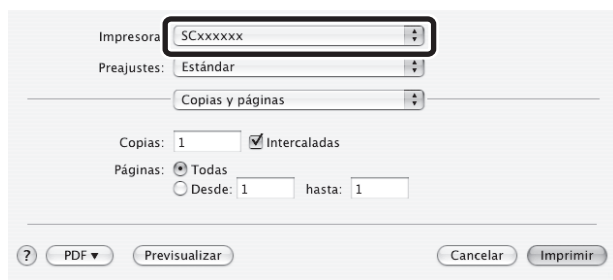 Impresora: SCxxxxxx
Preajustes: Estándar
Copias y páginas
Copias: 1 Intercaladas
Páginas: Todas
Desde: 1 hasta: 1
? PDF Previsualizar Cancelar Imprimir